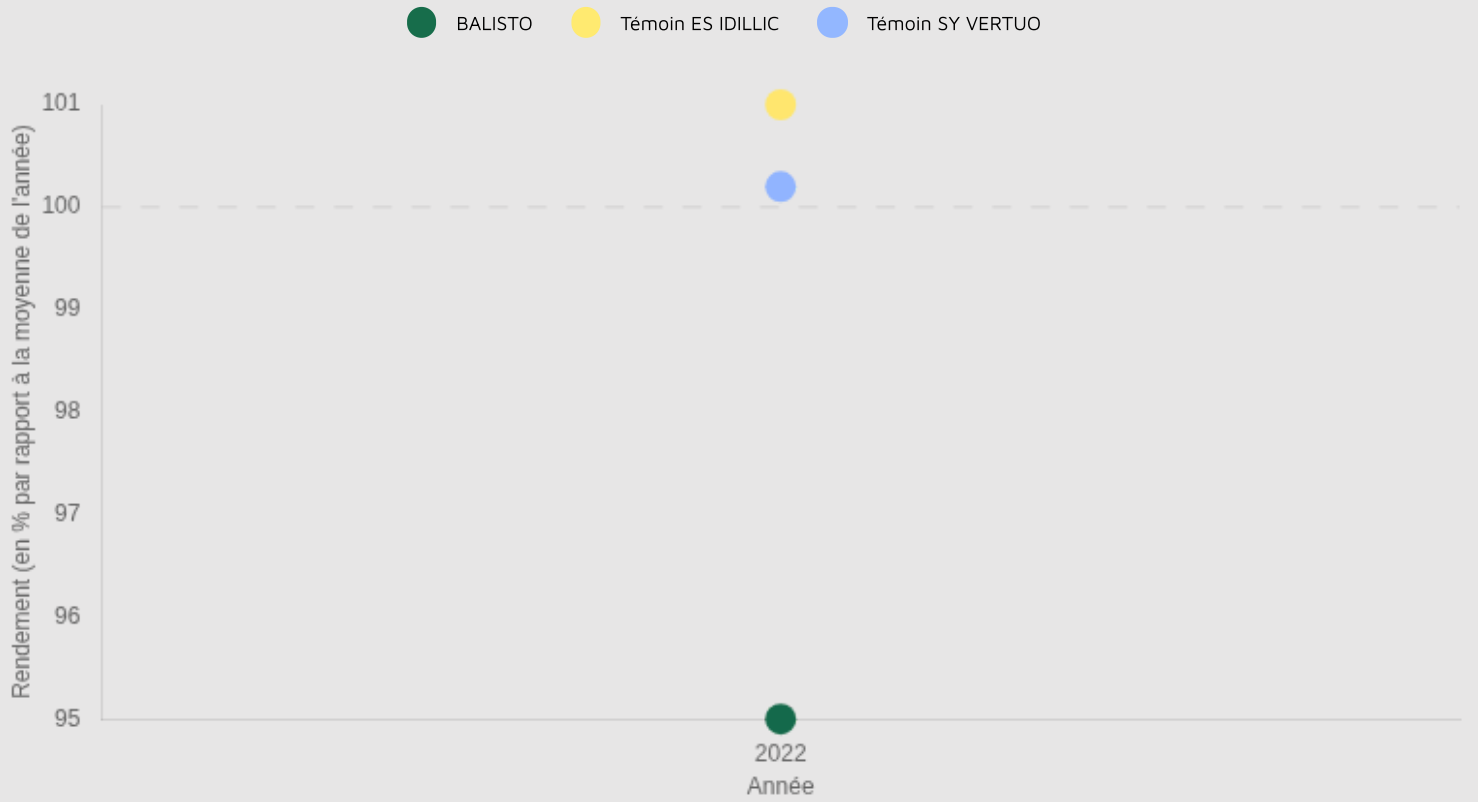 BALISTO Témoin ES IDILLIC Témoin SY VERTUO
Rendement (en % par rapport à la moyenne de l'année)
101
100
99
98
97
96
95
2022
Année